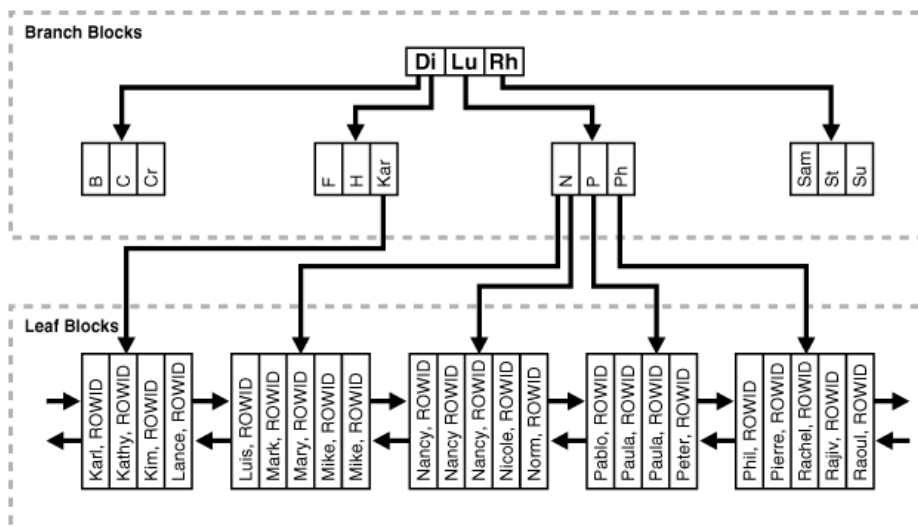 Branch Blocks
Di Lu Rh
B
C
Cr
F
H
Kar
N
P
Ph
Sam
St
Su
Leaf Blocks
Karl, ROWID
Kathy, ROWID
Kim, ROWID
Lance, ROWID
Luis, ROWID
Mark, ROWID
Mary, ROWID
Mike, ROWID
Mike, ROWID
Nancy, ROWID
Nancy ROWID
Nancy, ROWID
Nicole, ROWID
Norm, ROWID
Pablo, ROWID
Paula, ROWID
Paula, ROWID
Peter, ROWID
Phil, ROWID
Pierre, ROWID
Rachel, ROWID
Rajiv, ROWID
Raoul, ROWID